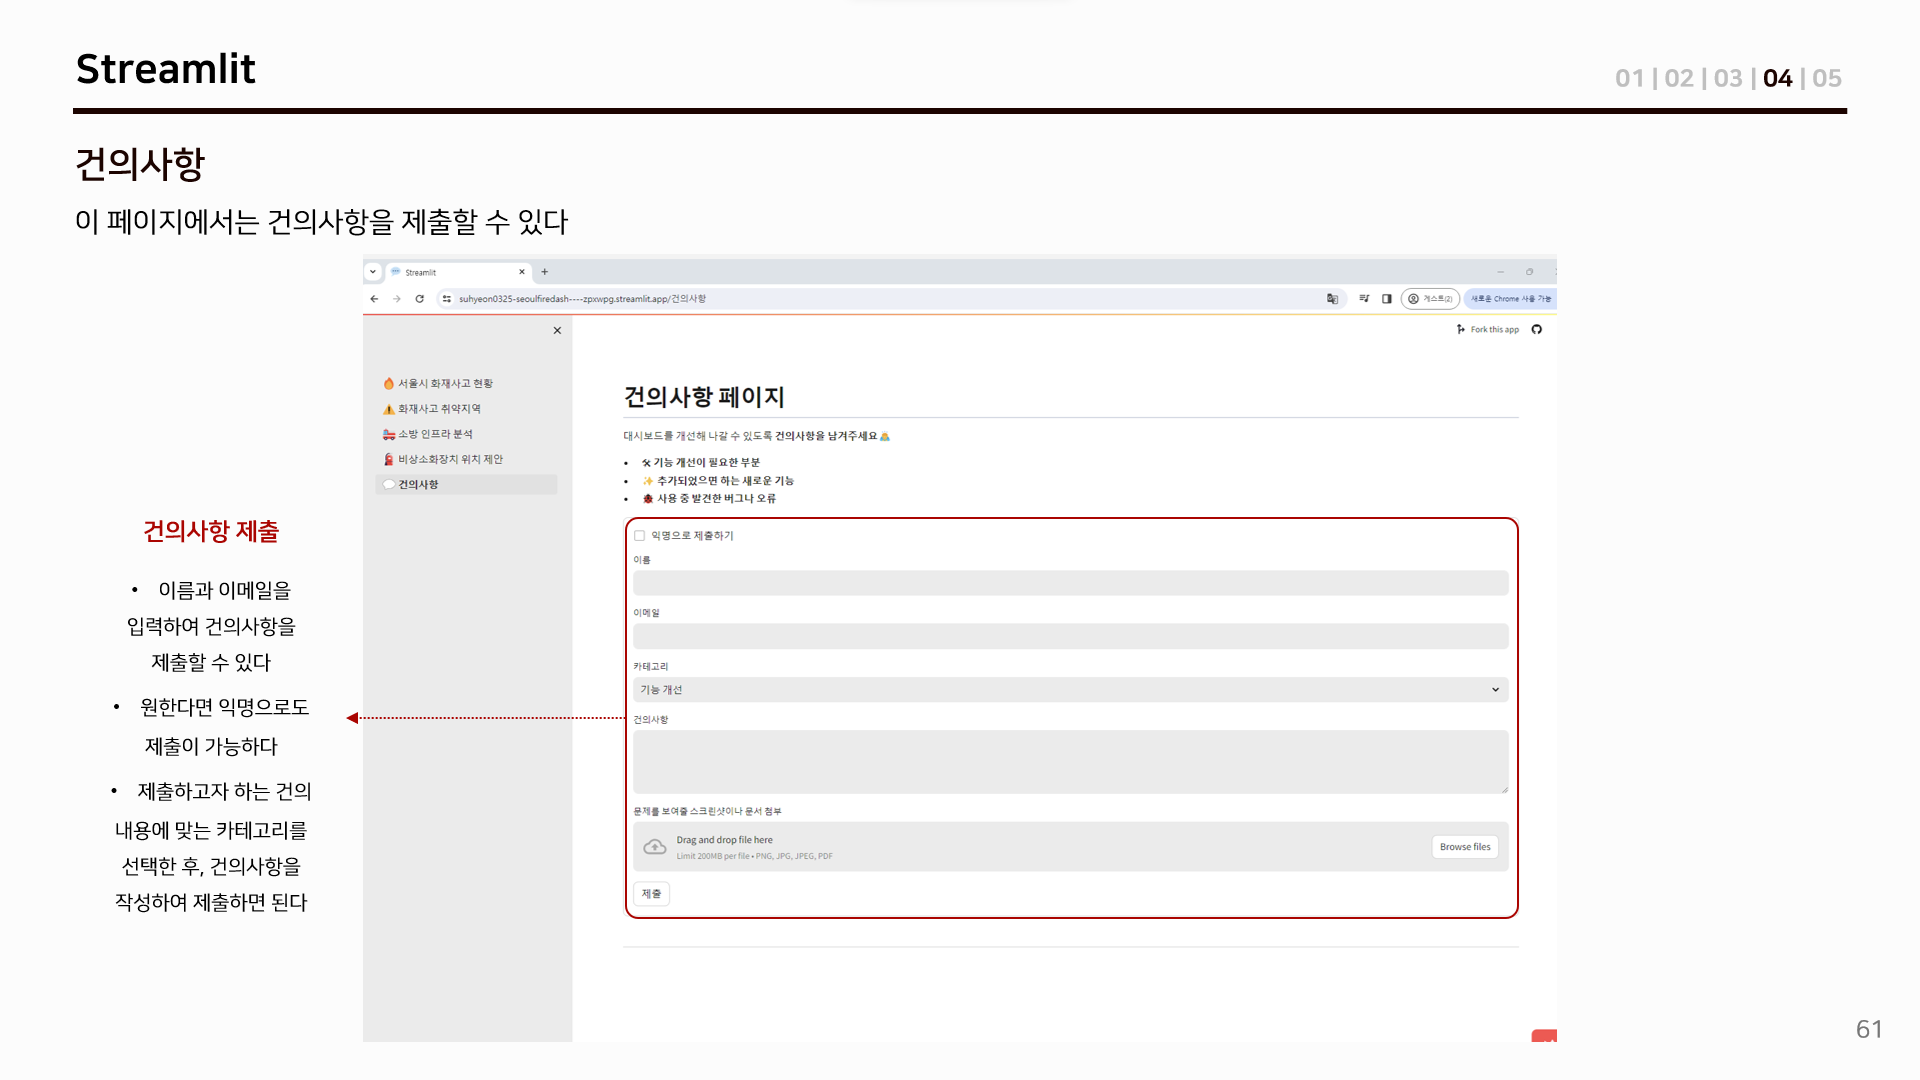 Streamlit
01 | 02 | 03 | 04 | 05
건의사항
이 페이지에서는 건의사항을 제출할 수 있다
Streamlit
suhyeon0325-seoulfiredash----zpxwpg.streamlit.app/건의사항
게스트(2)
새로운 Chrome 사용 가능
Fork this app
서울시 화재사고 현황
화재사고 취약지역
소방 인프라 분석
비상소화장치 위치 제안
건의사항
건의사항 페이지
대시보드를 개선해 나갈 수 있도록 건의사항을 남겨주세요
• 기능 개선이 필요한 부분
• 추가되었으면 하는 새로운 기능
• 사용 중 발견한 버그나 오류
익명으로 제출하기
이름
이메일
카테고리
기능 개선
건의사항
문제를 보여줄 스크린샷이나 문서 첨부
Drag and drop file here
Limit 200MB per file • PNG, JPG, JPEG, PDF
Browse files
제출
건의사항 제출
• 이름과 이메일을
입력하여 건의사항을
제출할 수 있다
• 원한다면 익명으로도
제출이 가능하다
• 제출하고자 하는 건의
내용에 맞는 카테고리를
선택한 후, 건의사항을
작성하여 제출하면 된다
61